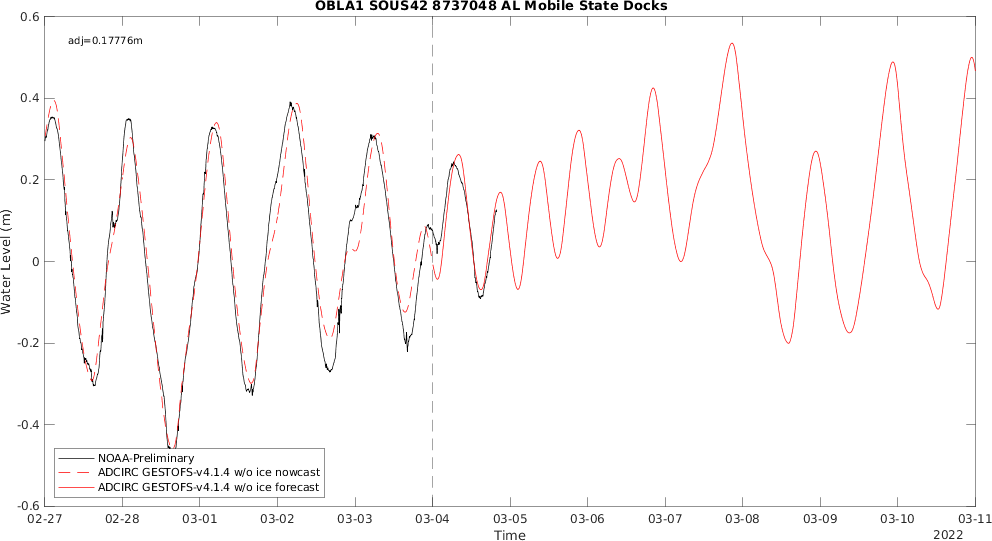 OBLA1 SOUS42 8737048 AL Mobile State Docks
adj=0.17776m
0.6
0.4
0.2
0
-0.2
-0.4
-0.6
Water Level (m)
NOAA-Preliminary
ADCIRC GESTOFS-v4.1.4 w/o ice nowcast
ADCIRC GESTOFS-v4.1.4 w/o ice forecast
02-27 02-28 03-01 03-02 03-03 03-04 03-05 03-06 03-07 03-08 03-09 03-10 03-11
Time
2022